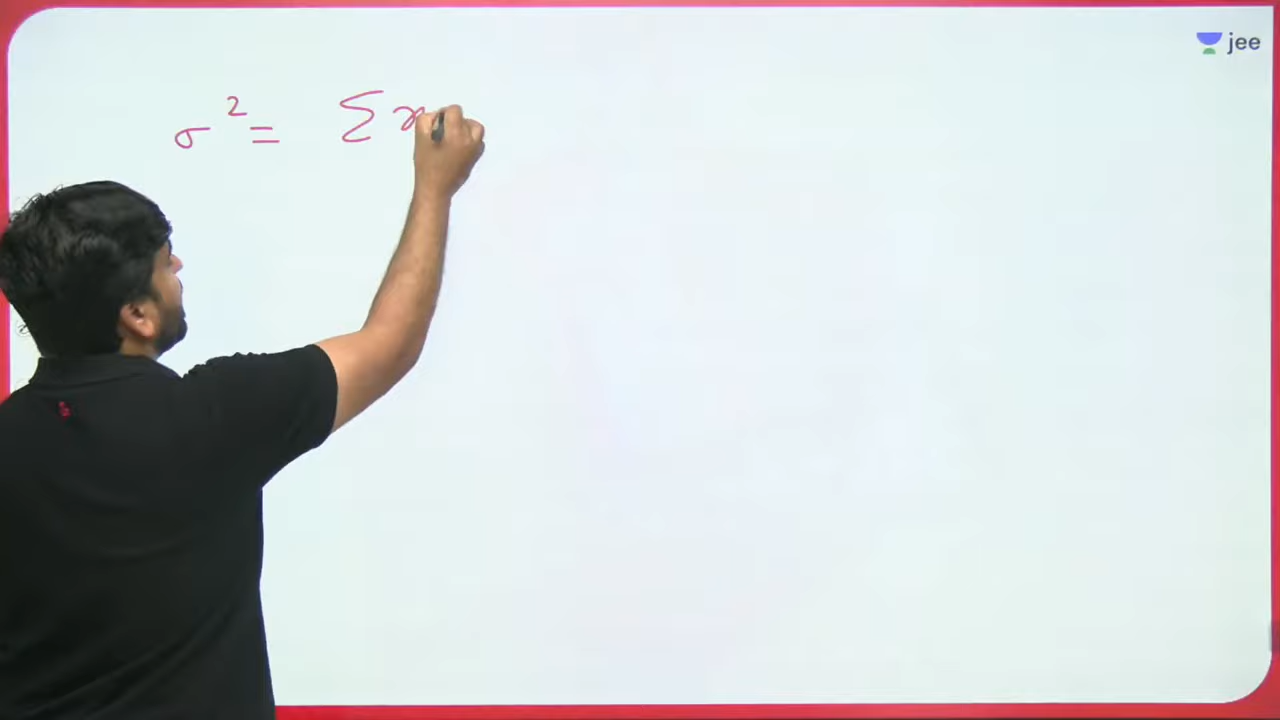 jee
σ² = Σx